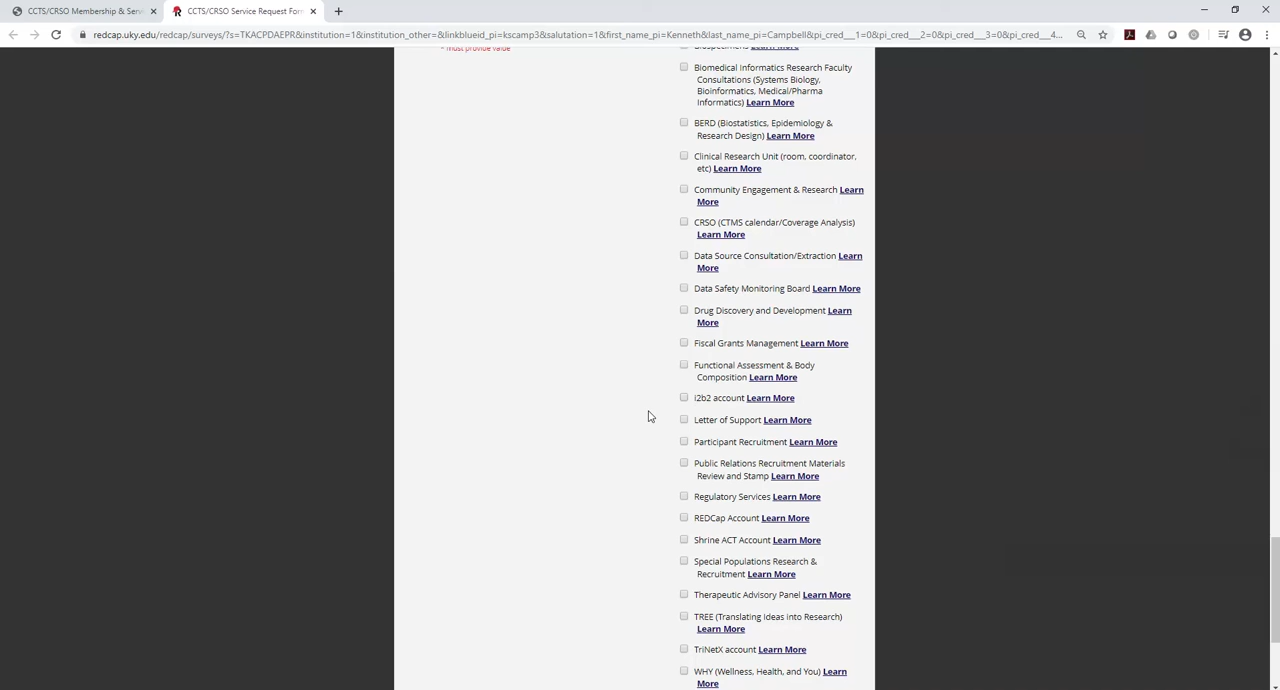 CCTS/CRSO Membership & Serv
CCTS/CRSO Service Request Form
redcap.uky.edu/redcap/surveys/?s=TKACPDAEPR&institution=1&institution_other=&linkblueid_pi=kscamp3&salutation=1&first_name_pi=Kenneth&last_name_pi=Campbell&pi_cred___1=0&pi_cred___2=0&pi_cred___3=0&pi_cred___4...
* must provide value
Biospecimens Learn More
Biomedical Informatics Research Faculty
Consultations (Systems Biology,
Bioinformatics, Medical/Pharma
Informatics) Learn More
BERD (Biostatistics, Epidemiology &
Research Design) Learn More
Clinical Research Unit (room, coordinator,
etc) Learn More
Community Engagement & Research Learn
More
CRSO (CTMS calendar/Coverage Analysis)
Learn More
Data Source Consultation/Extraction Learn
More
Data Safety Monitoring Board Learn More
Drug Discovery and Development Learn
More
Fiscal Grants Management Learn More
Functional Assessment & Body
Composition Learn More
i2b2 account Learn More
Letter of Support Learn More
Participant Recruitment Learn More
Public Relations Recruitment Materials
Review and Stamp Learn More
Regulatory Services Learn More
REDCap Account Learn More
Shrine ACT Account Learn More
Special Populations Research &
Recruitment Learn More
Therapeutic Advisory Panel Learn More
TREE (Translating Ideas into Research)
Learn More
TriNetX account Learn More
WHY (Wellness, Health, and You) Learn
More